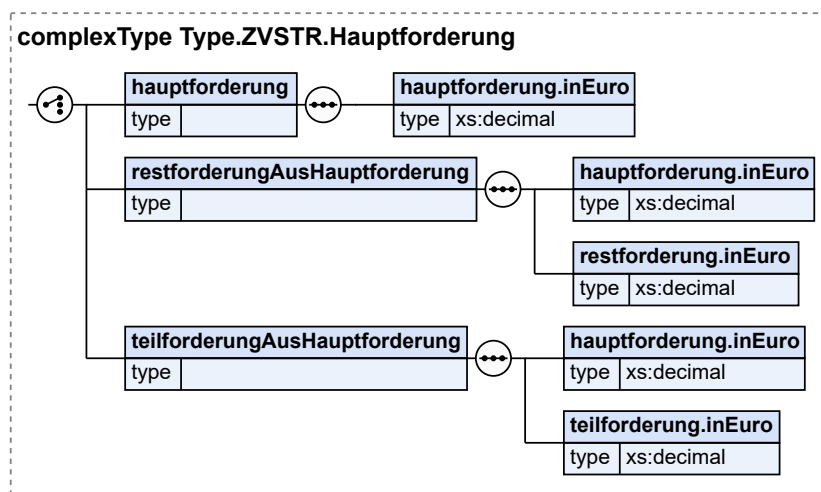 complexType Type.ZVSTR.Hauptforderung
hauptforderung
type
hauptforderung.inEuro
type xs:decimal
restforderungAusHauptforderung
type
hauptforderung.inEuro
type xs:decimal
restforderung.inEuro
type xs:decimal
teilforderungAusHauptforderung
type
hauptforderung.inEuro
type xs:decimal
teilforderung.inEuro
type xs:decimal